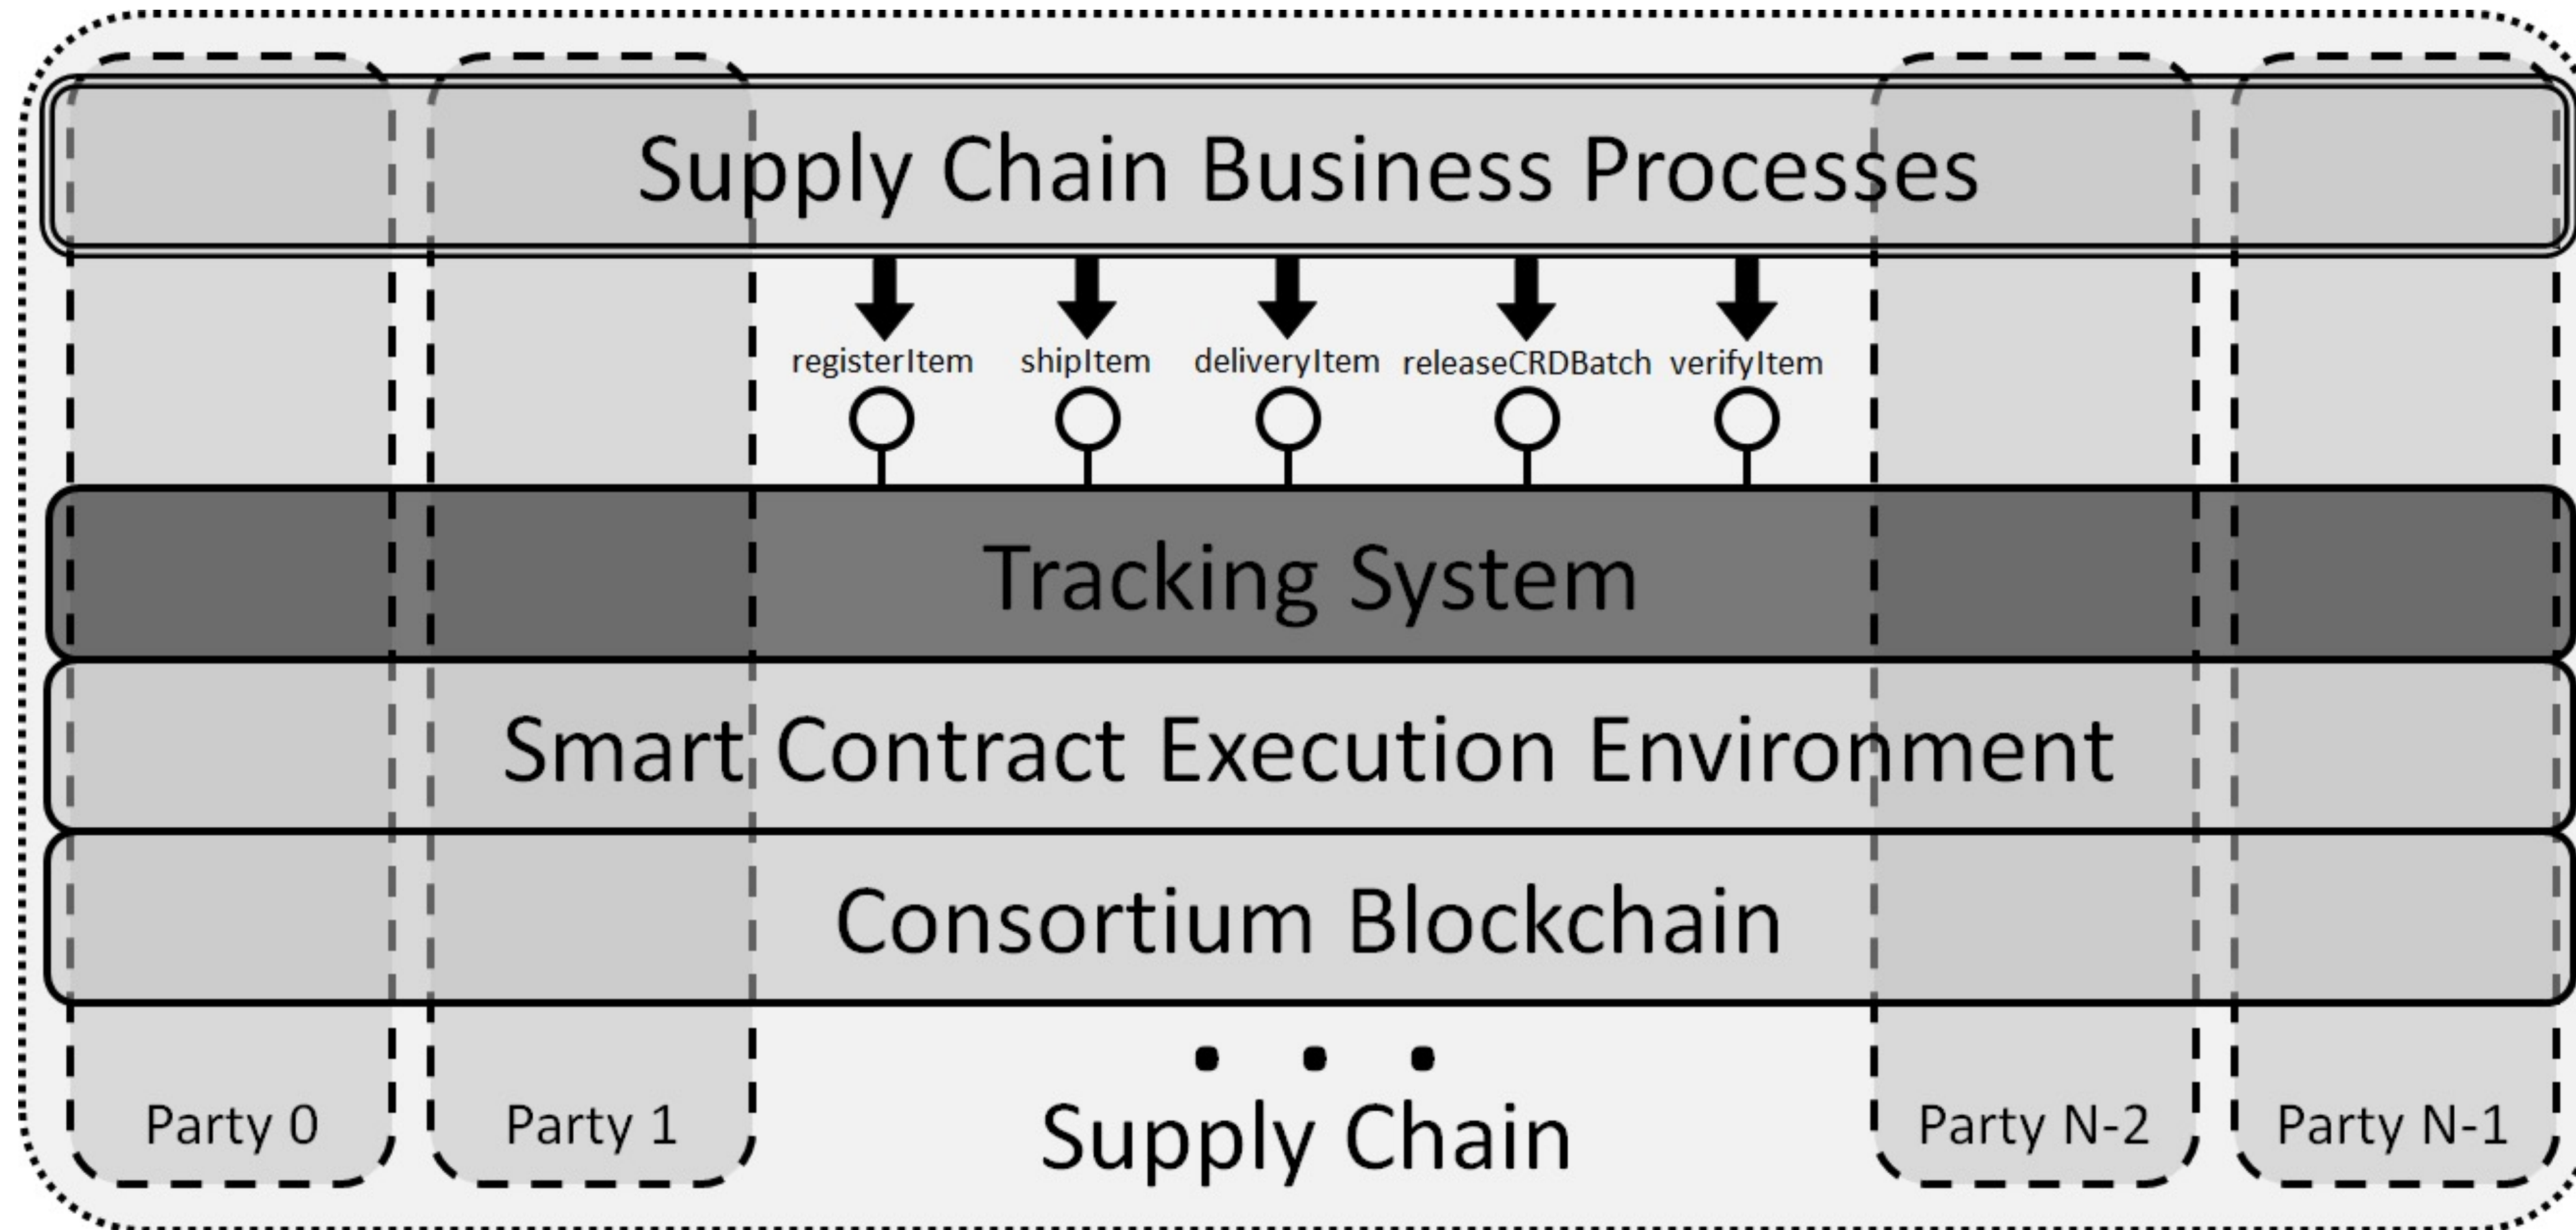 Supply Chain Business Processes
registerItem shipItem deliveryItem releaseCRDBatch verifyItem
Tracking System
Smart Contract Execution Environment
Consortium Blockchain
. . .
Party 0 Party 1 Supply Chain Party N-2 Party N-1